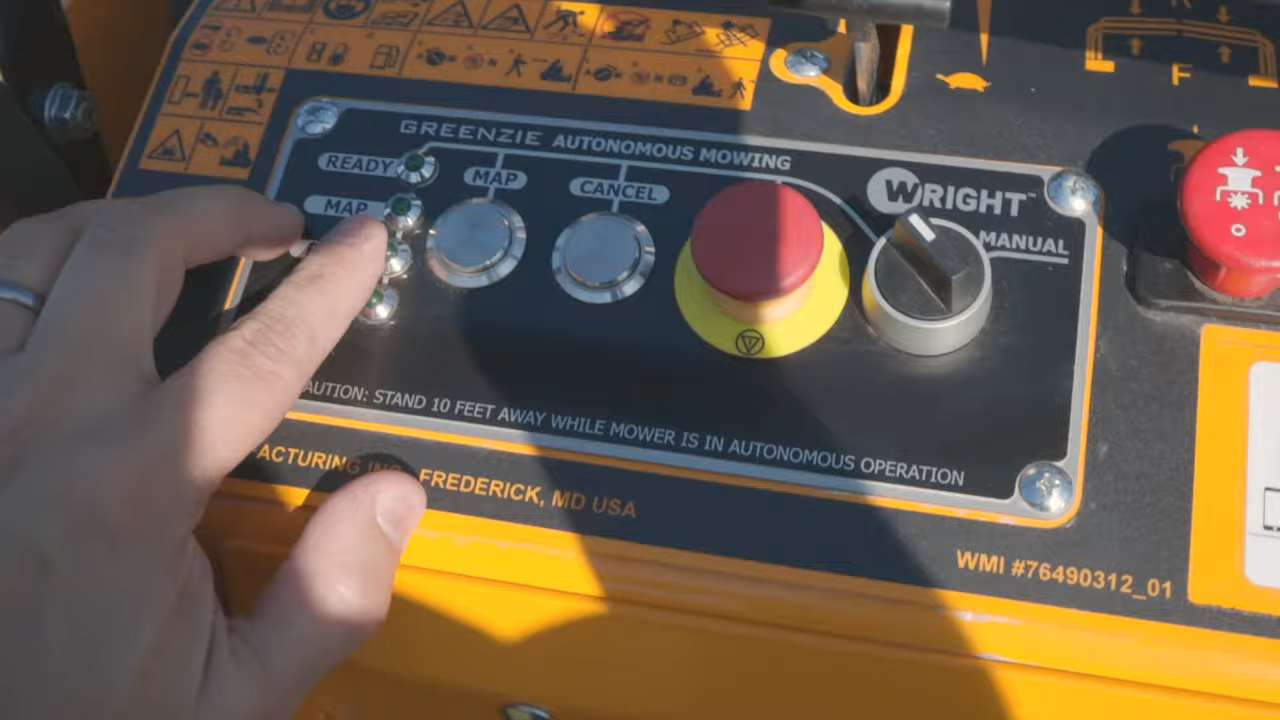 R
F
GREENZIE AUTONOMOUS MOWING
READY
MAP
CANCEL
WRIGHT™
MAP
MANUAL
AUTION: STAND 10 FEET AWAY WHILE MOWER IS IN AUTONOMOUS OPERATION
ACTURING INC. FREDERICK, MD USA
WMI #76490312_01